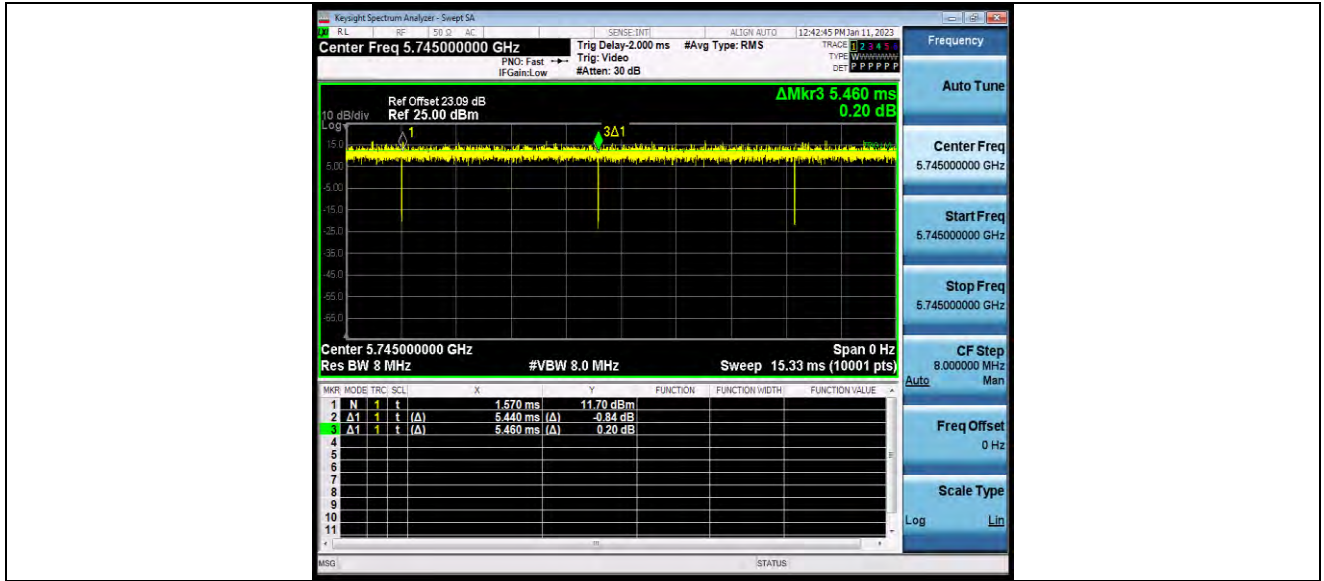 Keysight Spectrum Analyzer - Swept SA
RL RF 50 Ω AC SENSE:INT ALIGN AUTO 12:42:45 PM Jan 11, 2023
Center Freq 5.745000000 GHz
PNO: Fast
IFGain:Low
Trig Delay-2.000 ms
Trig: Video
#Atten: 30 dB
#Avg Type: RMS
TRACE 1 2 3 4 5 6
TYPE WWWWWW
DET P P P P P P
ΔMkr3 5.460 ms
0.20 dB
Ref Offset 23.09 dB
10 dB/div Ref 25.00 dBm
Log
1
3Δ1
15.0
5.00
-5.00
-15.0
-25.0
-35.0
-45.0
-55.0
-65.0
Center 5.745000000 GHz Span 0 Hz
Res BW 8 MHz #VBW 8.0 MHz Sweep 15.33 ms (10001 pts)
MKR MODE TRC SCL X Y FUNCTION FUNCTION WIDTH FUNCTION VALUE
1 N 1 t 1.570 ms 11.70 dBm
2 Δ1 1 t (Δ) 5.440 ms (Δ) -0.84 dB
3 Δ1 1 t (Δ) 5.460 ms (Δ) 0.20 dB
4
5
6
7
8
9
10
11
MSG STATUS
Frequency
Auto Tune
Center Freq
5.745000000 GHz
Start Freq
5.745000000 GHz
Stop Freq
5.745000000 GHz
CF Step
8.000000 MHz
Auto Man
Freq Offset
0 Hz
Scale Type
Log Lin